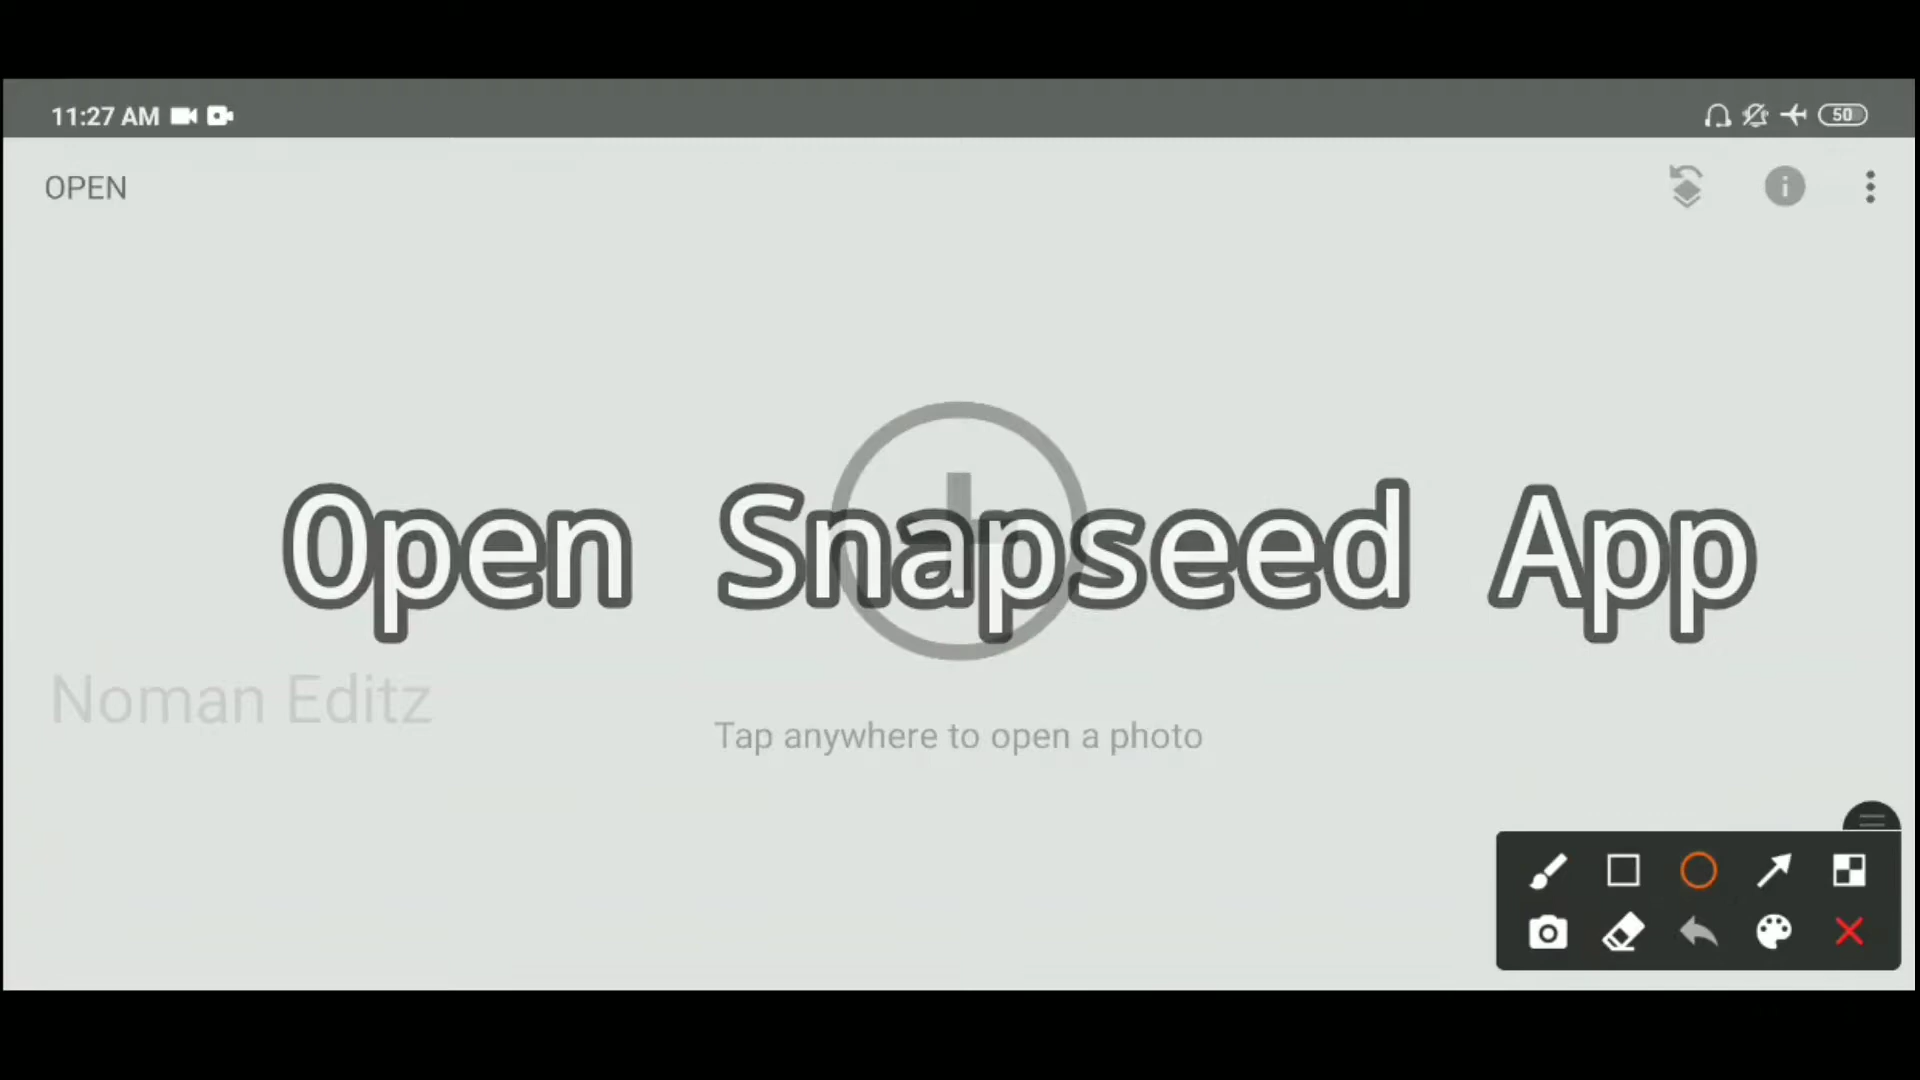 11:27 AM
50
OPEN
Open Snapseed App
Noman Editz
Tap anywhere to open a photo